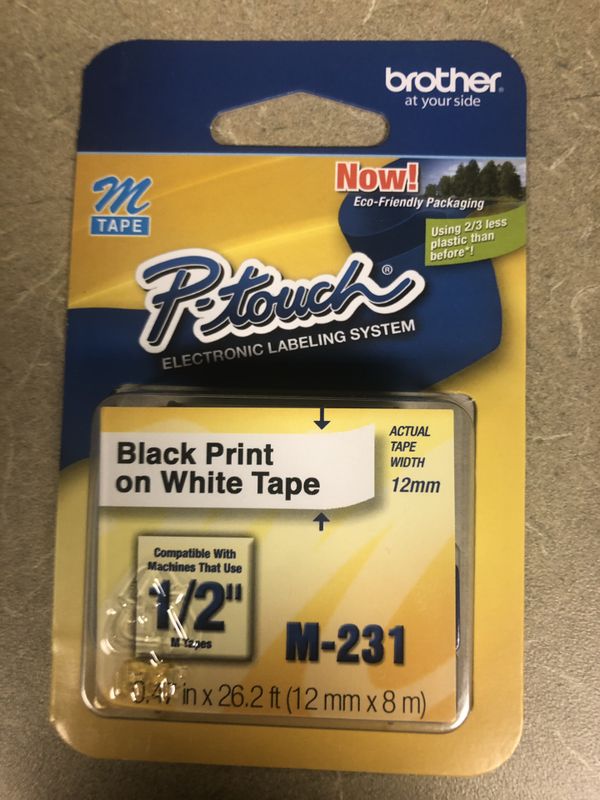 brother
at your side
M
TAPE
Now!
Eco-Friendly Packaging
Using 2/3 less
plastic than
before*!
P-touch®
ELECTRONIC LABELING SYSTEM
Black Print
on White Tape
ACTUAL
TAPE
WIDTH
12mm
Compatible With
Machines That Use
1/2"
M Tapes
M-231
0.47 in x 26.2 ft (12 mm x 8 m)